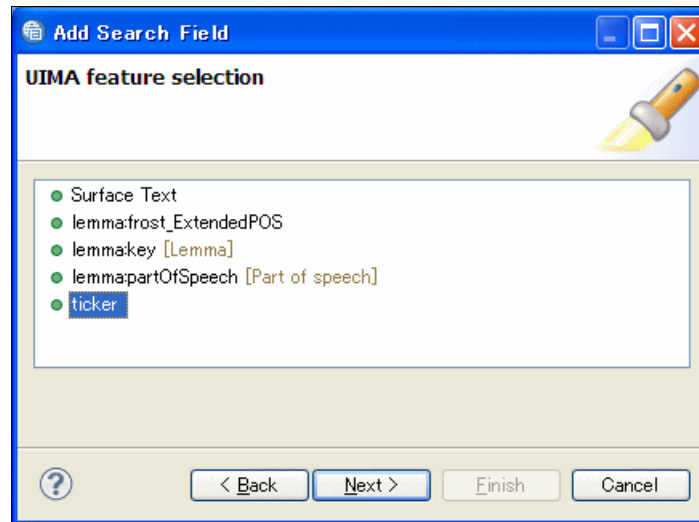 Add Search Field
UIMA feature selection
Surface Text
lemma:frost_ExtendedPOS
lemma:key [Lemma]
lemma:partOfSpeech [Part of speech]
ticker
?
< Back
Next >
Finish
Cancel